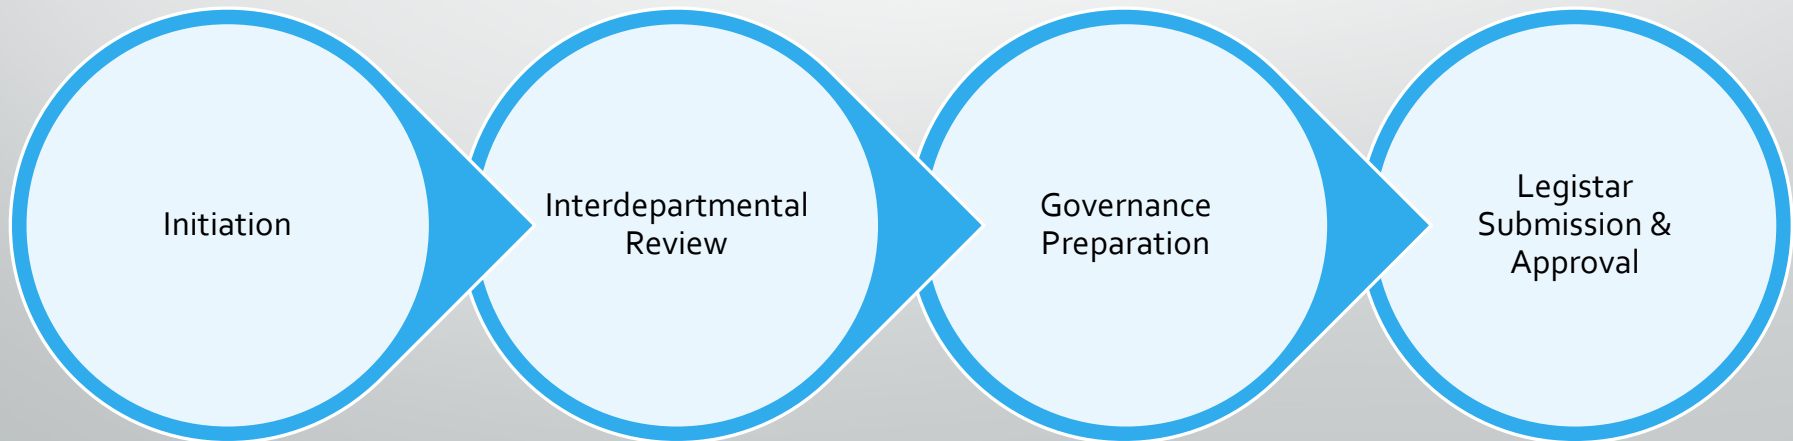 Initiation
Interdepartmental
Review
Governance
Preparation
Legistar
Submission &
Approval